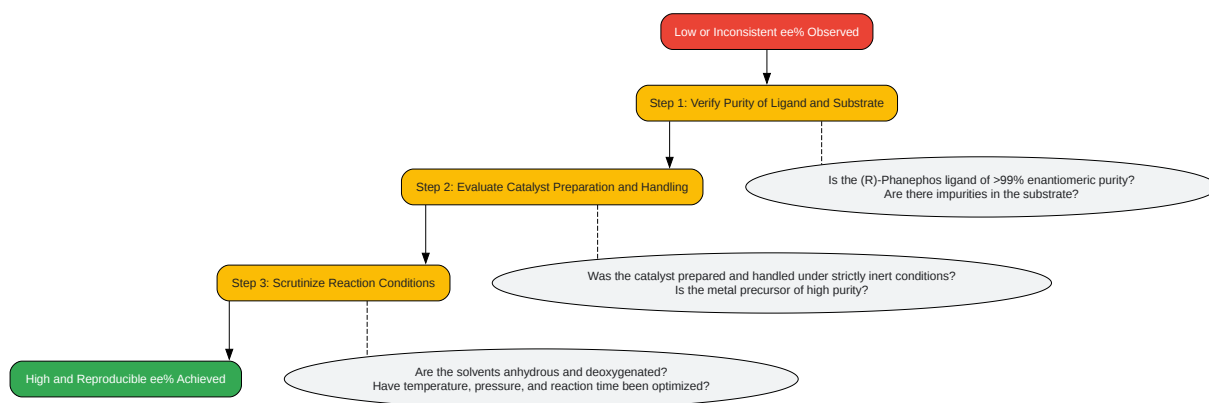 Low or Inconsistent ee% Observed
Step 1: Verify Purity of Ligand and Substrate
Is the (R)-Phanephos ligand of >99% enantiomeric purity?
Are there impurities in the substrate?
Step 2: Evaluate Catalyst Preparation and Handling
Was the catalyst prepared and handled under strictly inert conditions?
Is the metal precursor of high purity?
Step 3: Scrutinize Reaction Conditions
Are the solvents anhydrous and deoxygenated?
Have temperature, pressure, and reaction time been optimized?
High and Reproducible ee% Achieved